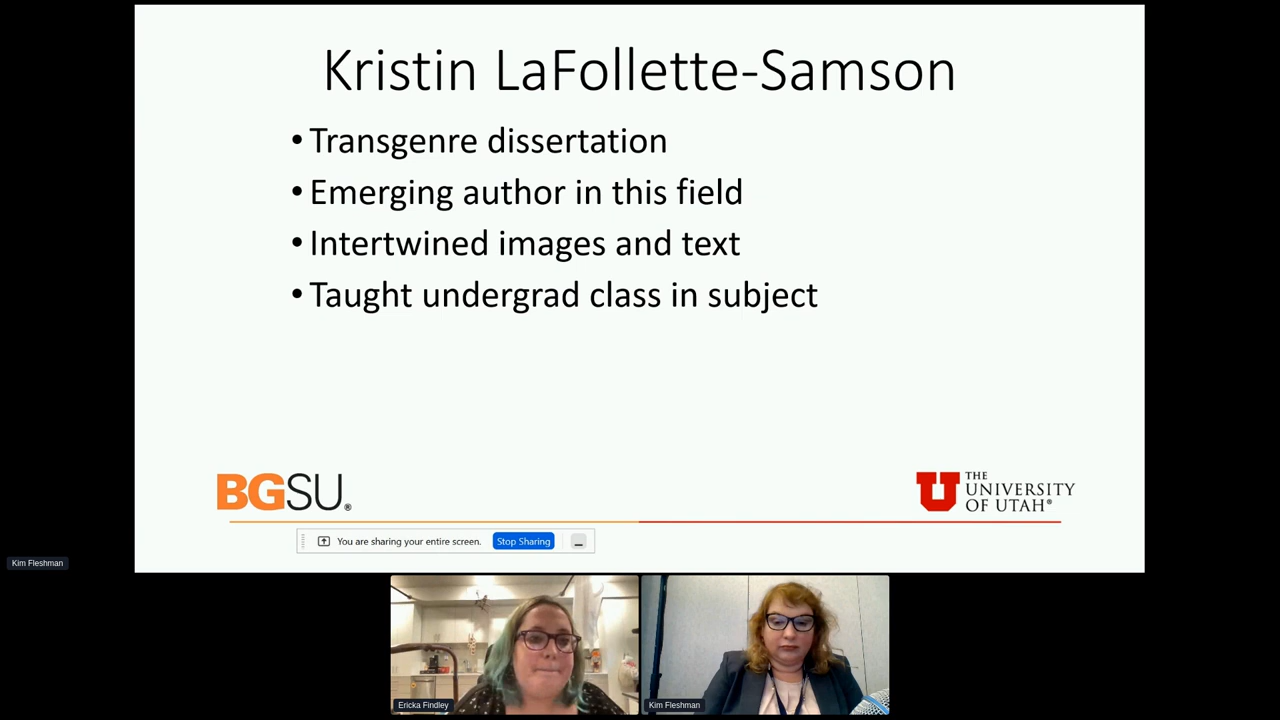 Kristin LaFollette-Samson
• Transgenre dissertation
• Emerging author in this field
• Intertwined images and text
• Taught undergrad class in subject
BGSU®
THE
UNIVERSITY
OF UTAH®
You are sharing your entire screen. Stop Sharing
Kim Fleshman
Ericka Findley
Kim Fleshman